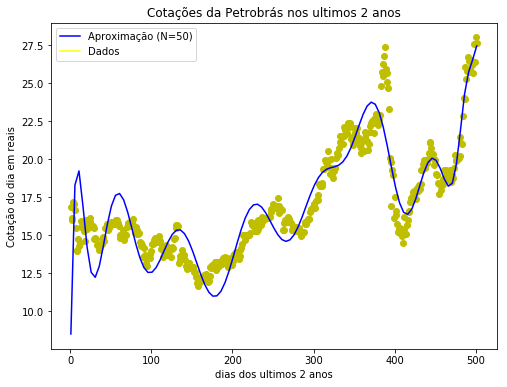 Cotações da Petrobrás nos ultimos 2 anos
Aproximação (N=50)
Dados
Cotação do dia em reais
27.5
25.0
22.5
20.0
17.5
15.0
12.5
10.0
0 100 200 300 400 500
dias dos ultimos 2 anos